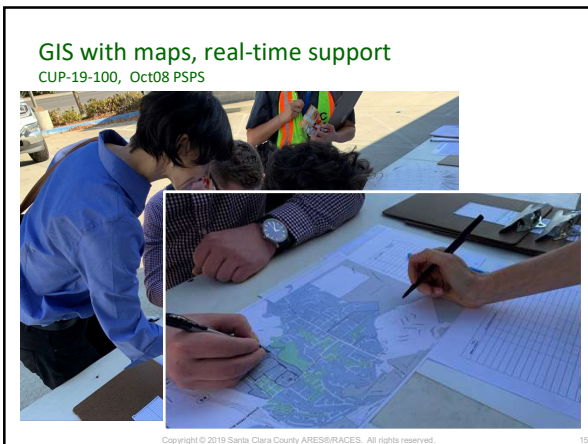 GIS with maps, real-time support
CUP-19-100, Oct08 PSPS
Copyright © 2019 Santa Clara County ARES®/RACES. All rights reserved.
15